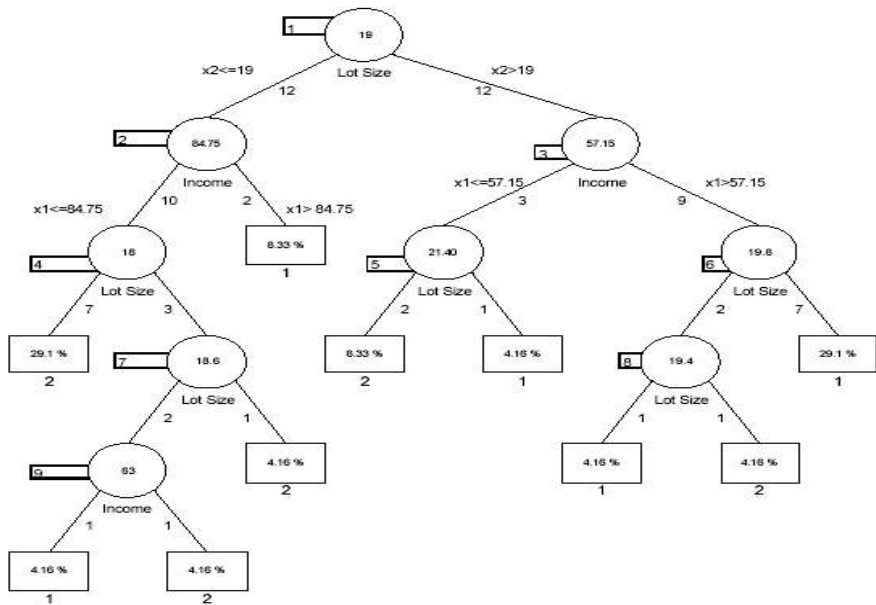 1 19
Lot Size
x2<=19 x2>19
12 12
2 84.75 3 57.15
Income Income
x1<=84.75 10 2 x1> 84.75 x1<=57.15 3 9 x1>57.15
4 18 8.33 % 5 21.40 6 19.8
Lot Size 1 Lot Size Lot Size
7 3 2 1 2 7
29.1 % 7 18.6 8.33 % 4.16 % 8 19.4 29.1 %
2 Lot Size 2 1 Lot Size 1
2 1 1 1
9 63 4.16 % 4.16 % 4.16 %
Income 2 1 2
1 1
4.16 % 4.16 %
1 2